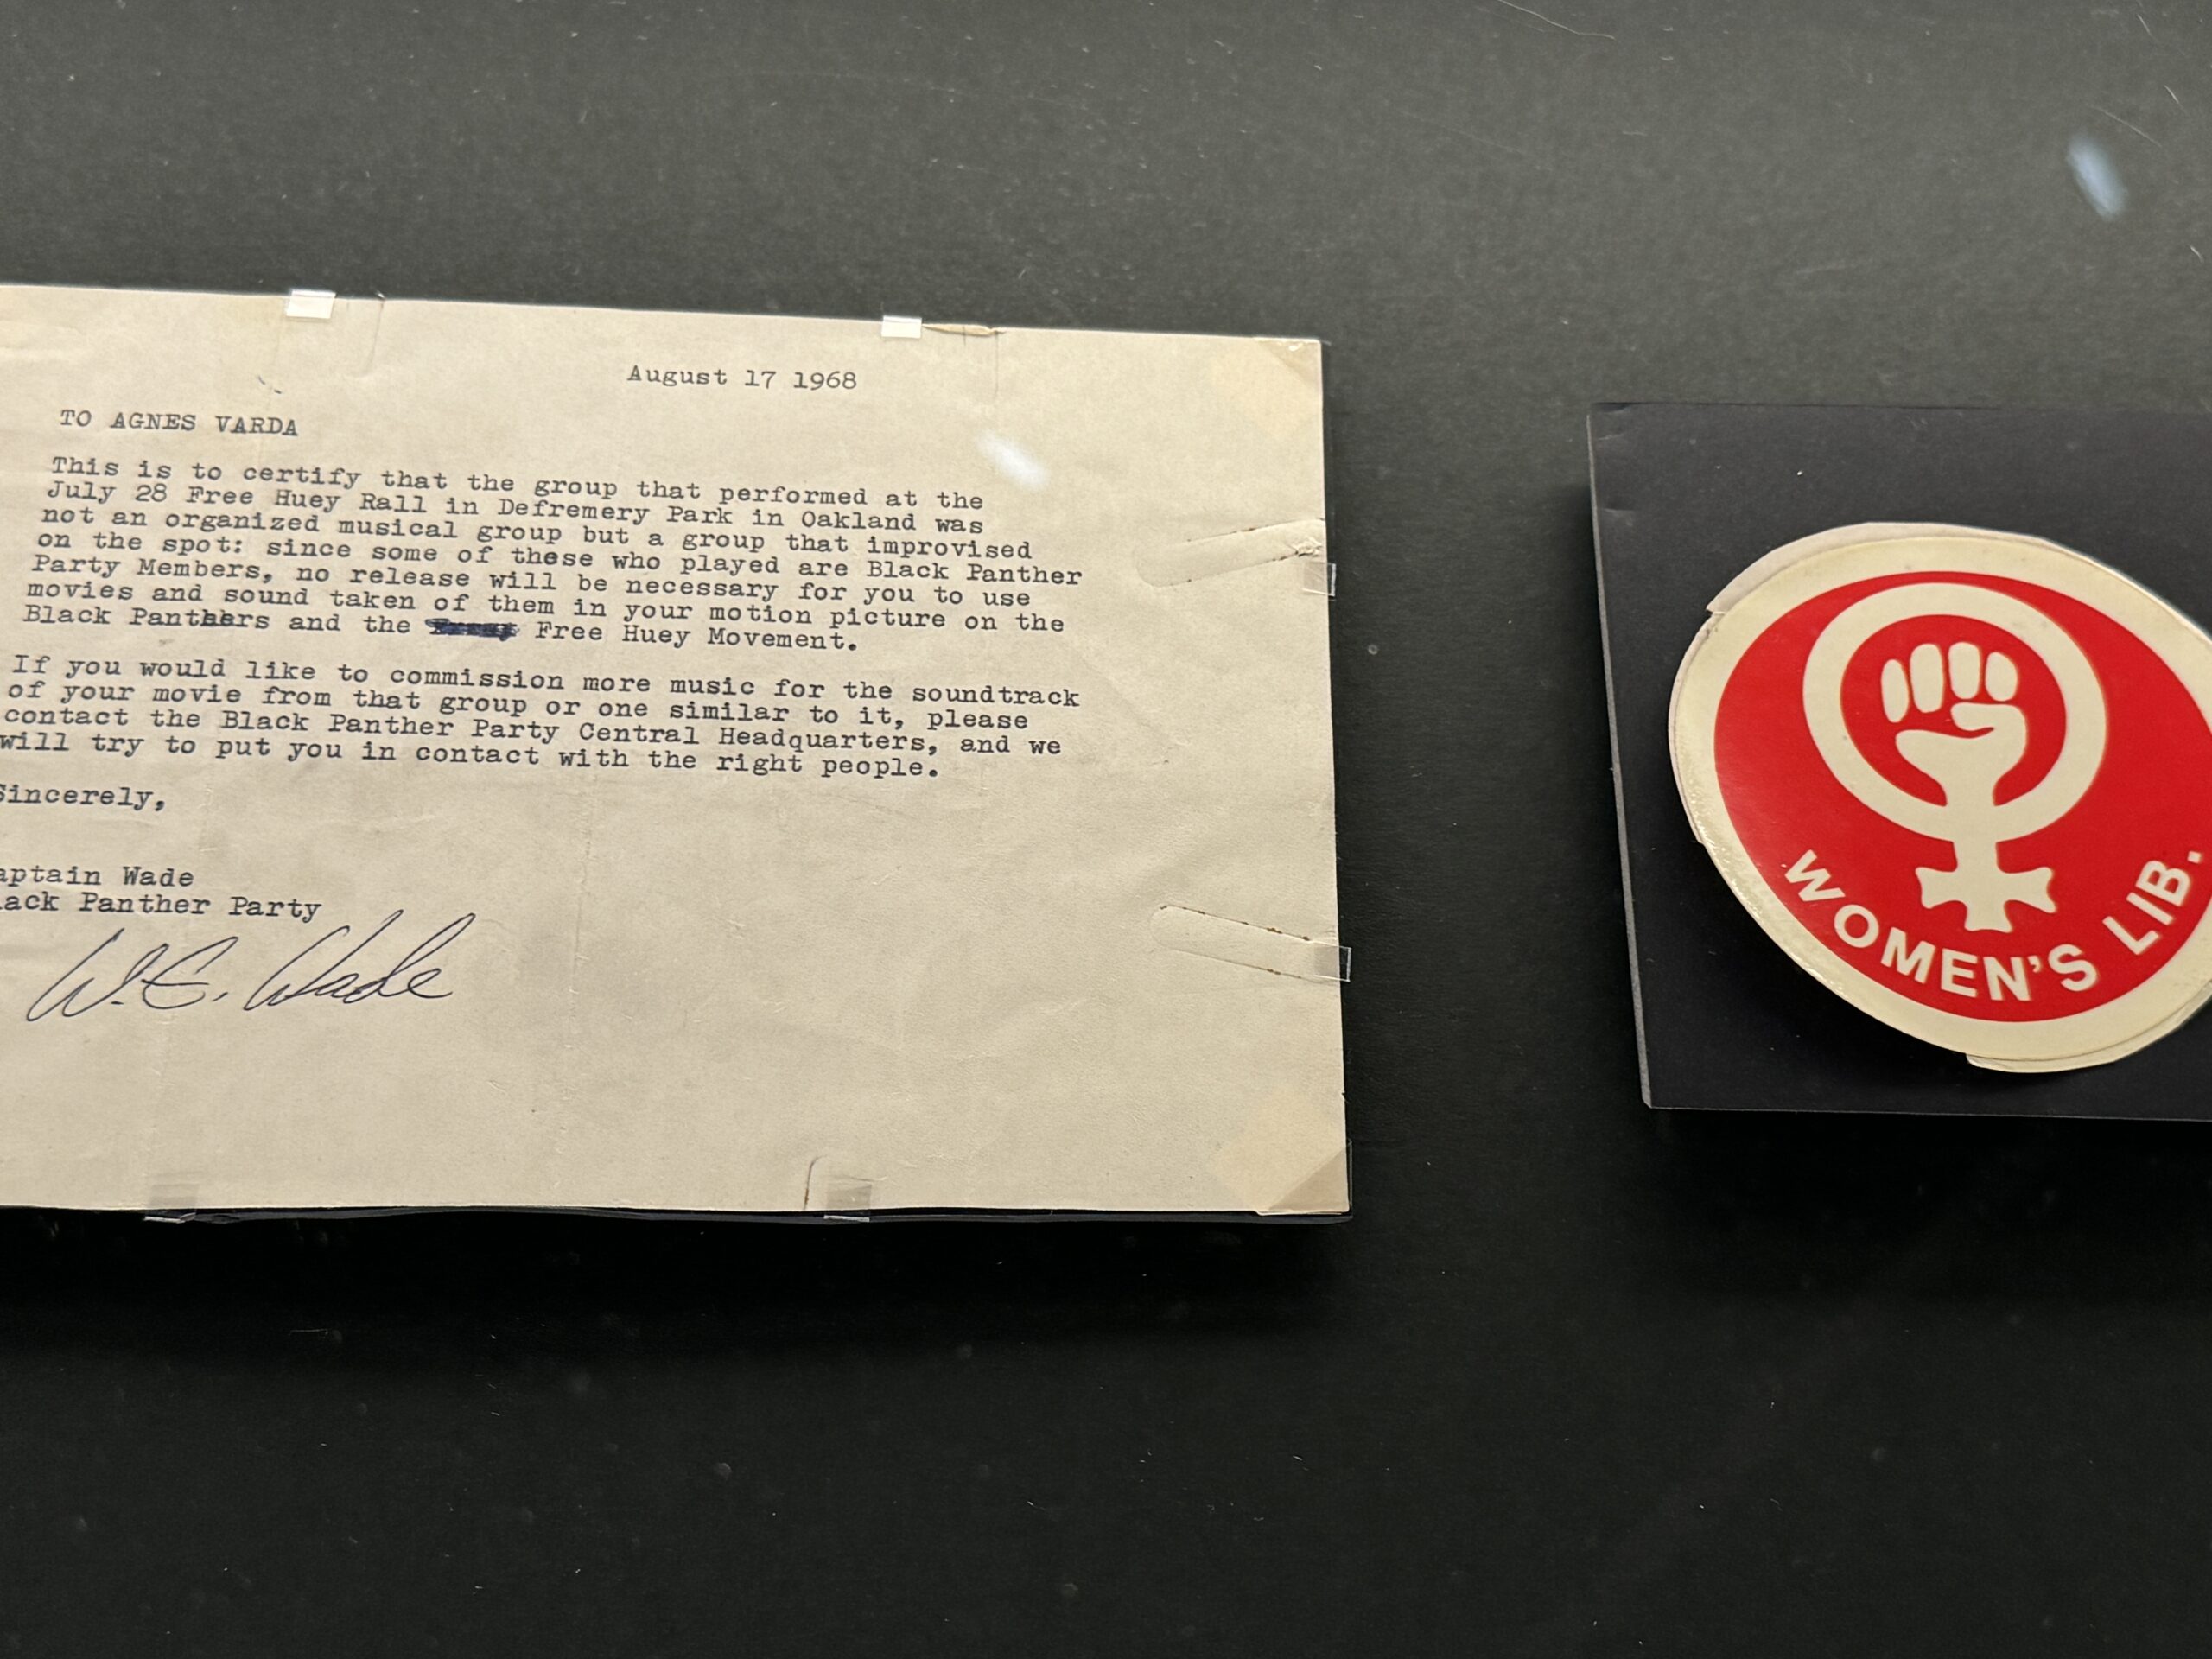 August 17 1968
TO AGNES VARDA
This is to certify that the group that performed at the
July 28 Free Huey Rall in Defremery Park in Oakland was
not an organized musical group but a group that improvised
on the spot: since some of these who played are Black Panther
Party Members, no release will be necessary for you to use
movies and sound taken of them in your motion picture on the
Black Panthers and the Free Huey Movement.
If you would like to commission more music for the soundtrack
of your movie from that group or one similar to it, please
contact the Black Panther Party Central Headquarters, and we
will try to put you in contact with the right people.
Sincerely,
aptain Wade
lack Panther Party
W.E. Wade
WOMEN'S LIB.